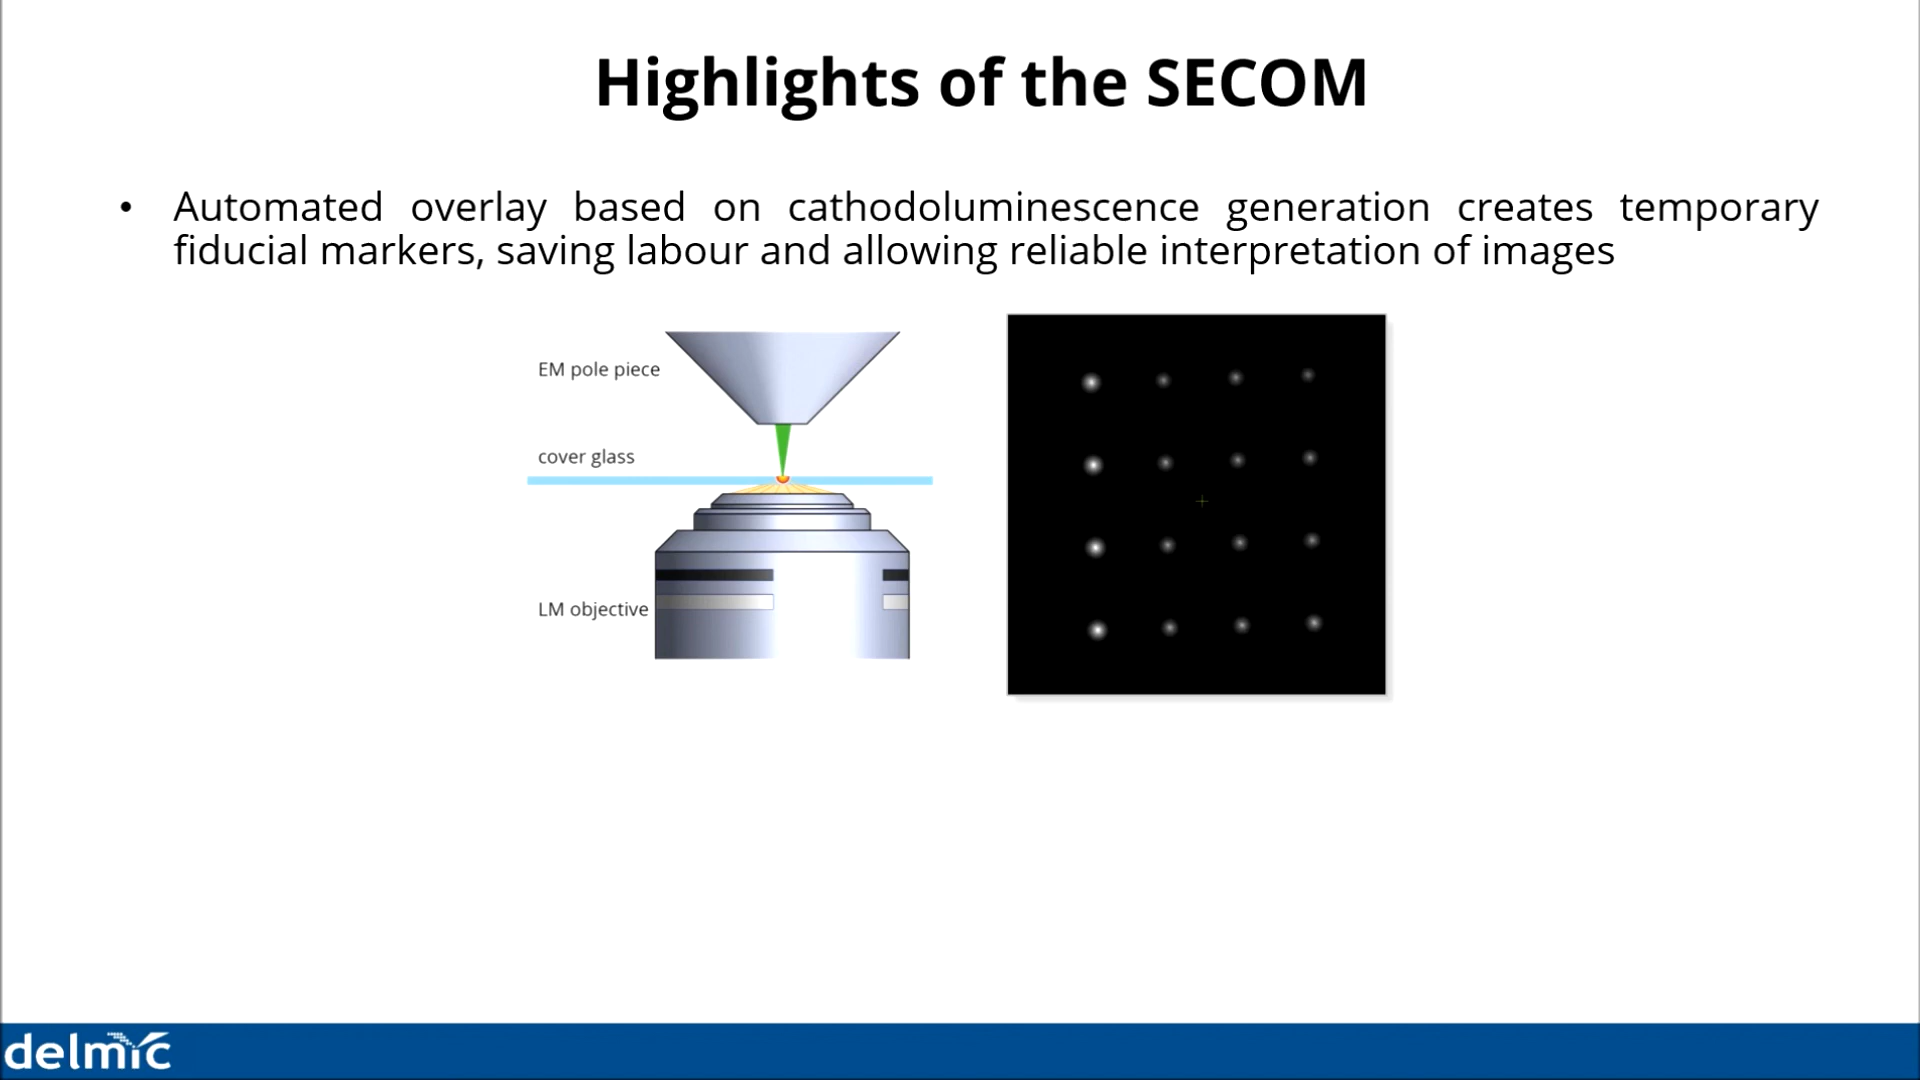 Highlights of the SECOM
• Automated overlay based on cathodoluminescence generation creates temporary
fiducial markers, saving labour and allowing reliable interpretation of images
EM pole piece
cover glass
LM objective
delmic